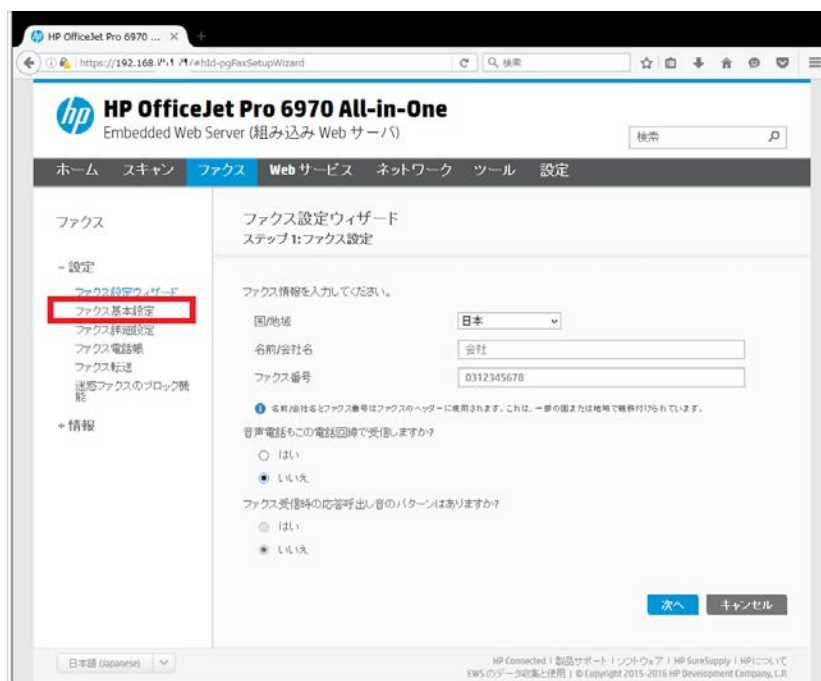 HP OfficeJet Pro 6970 ...
https://192.168. /#hId-pgFaxSetupWizard
検索
hp
HP OfficeJet Pro 6970 All-in-One
Embedded Web Server (組み込み Web サーバ)
検索
ホーム スキャン ファクス Web サービス ネットワーク ツール 設定
ファクス
ファクス設定ウィザード
ステップ 1:ファクス設定
- 設定
ファクス設定ウィザード
ファクス基本設定
ファクス詳細設定
ファクス電話帳
ファクス転送
迷惑ファクスのブロック機
能
+ 情報
ファクス情報を入力してください。
国/地域 日本
名前/会社名 会社
ファクス番号 0312345678
名前/会社名とファクス番号はファクスのヘッダーに使用されます。これは、一部の国または地域で義務付けられています。
音声電話もこの電話回線で受信しますか?
はい
いいえ
ファクス受信時の応答呼出し音のパターンはありますか?
はい
いいえ
次へ キャンセル
日本語 (Japanese)
HP Connected | 製品サポート | ソフトウェア | HP SureSupply | HPについて
EWS のデータ収集と使用 | © Copyright 2015-2016 HP Development Company, L.P.